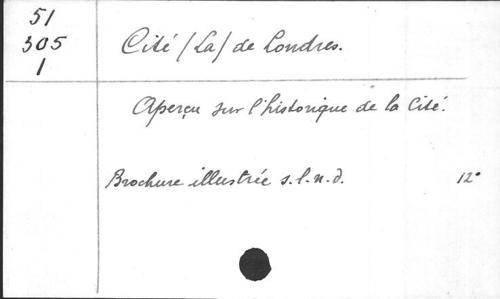 51
305
1
Cité (La) de Londres.
Aperçu sur l'historique de la Cité.
Brochure illustrée s.l.n.d. 12°